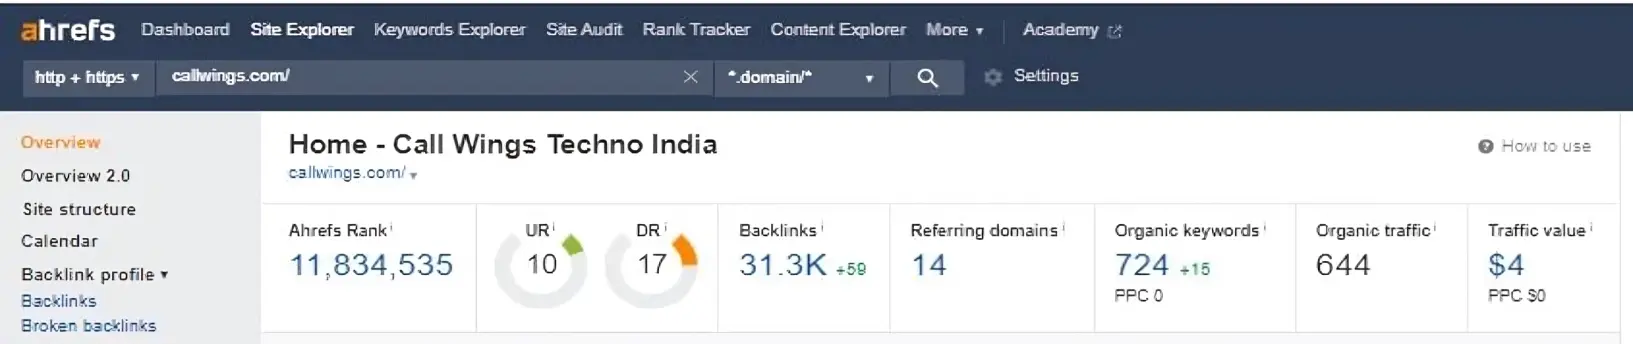 ahrefs Dashboard Site Explorer Keywords Explorer Site Audit Rank Tracker Content Explorer More Academy
http + https callwings.com/ *.domain/* Settings
Overview
Overview 2.0
Site structure
Calendar
Backlink profile
Backlinks
Broken backlinks
Home - Call Wings Techno India
How to use
callwings.com/
Ahrefs Rank
11,834,535
UR
10
DR
17
Backlinks
31.3K +59
Referring domains
14
Organic keywords
724 +15
PPC 0
Organic traffic
644
Traffic value
$4
PPC $0